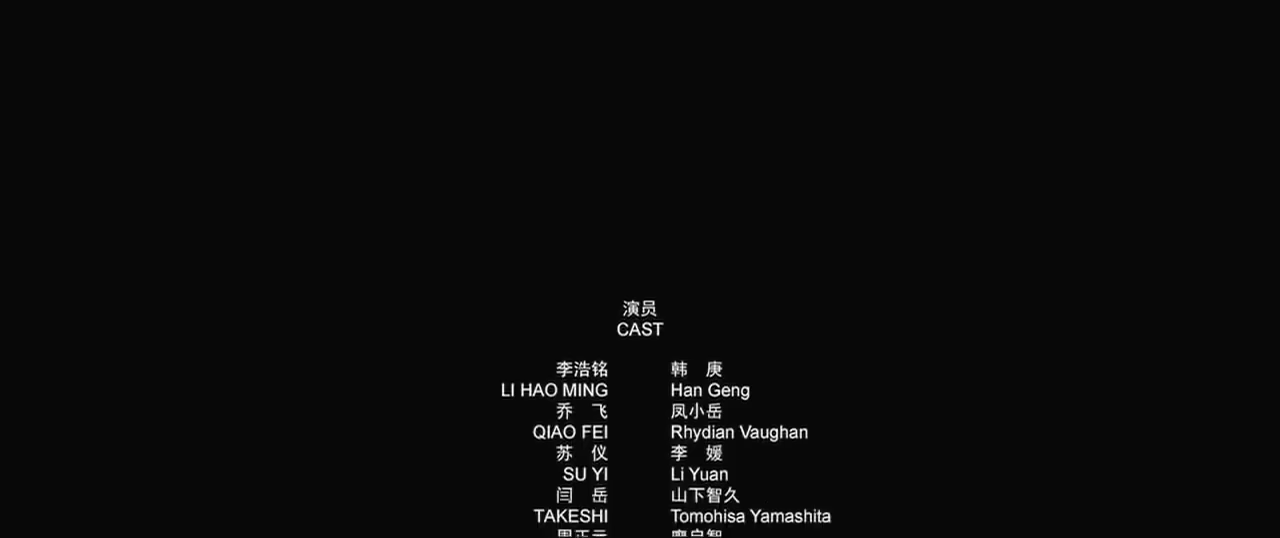 演员
CAST
李浩铭 韩 庚
LI HAO MING Han Geng
乔 飞 凤小岳
QIAO FEI Rhydian Vaughan
苏 仪 李 媛
SU YI Li Yuan
闫 岳 山下智久
TAKESHI Tomohisa Yamashita